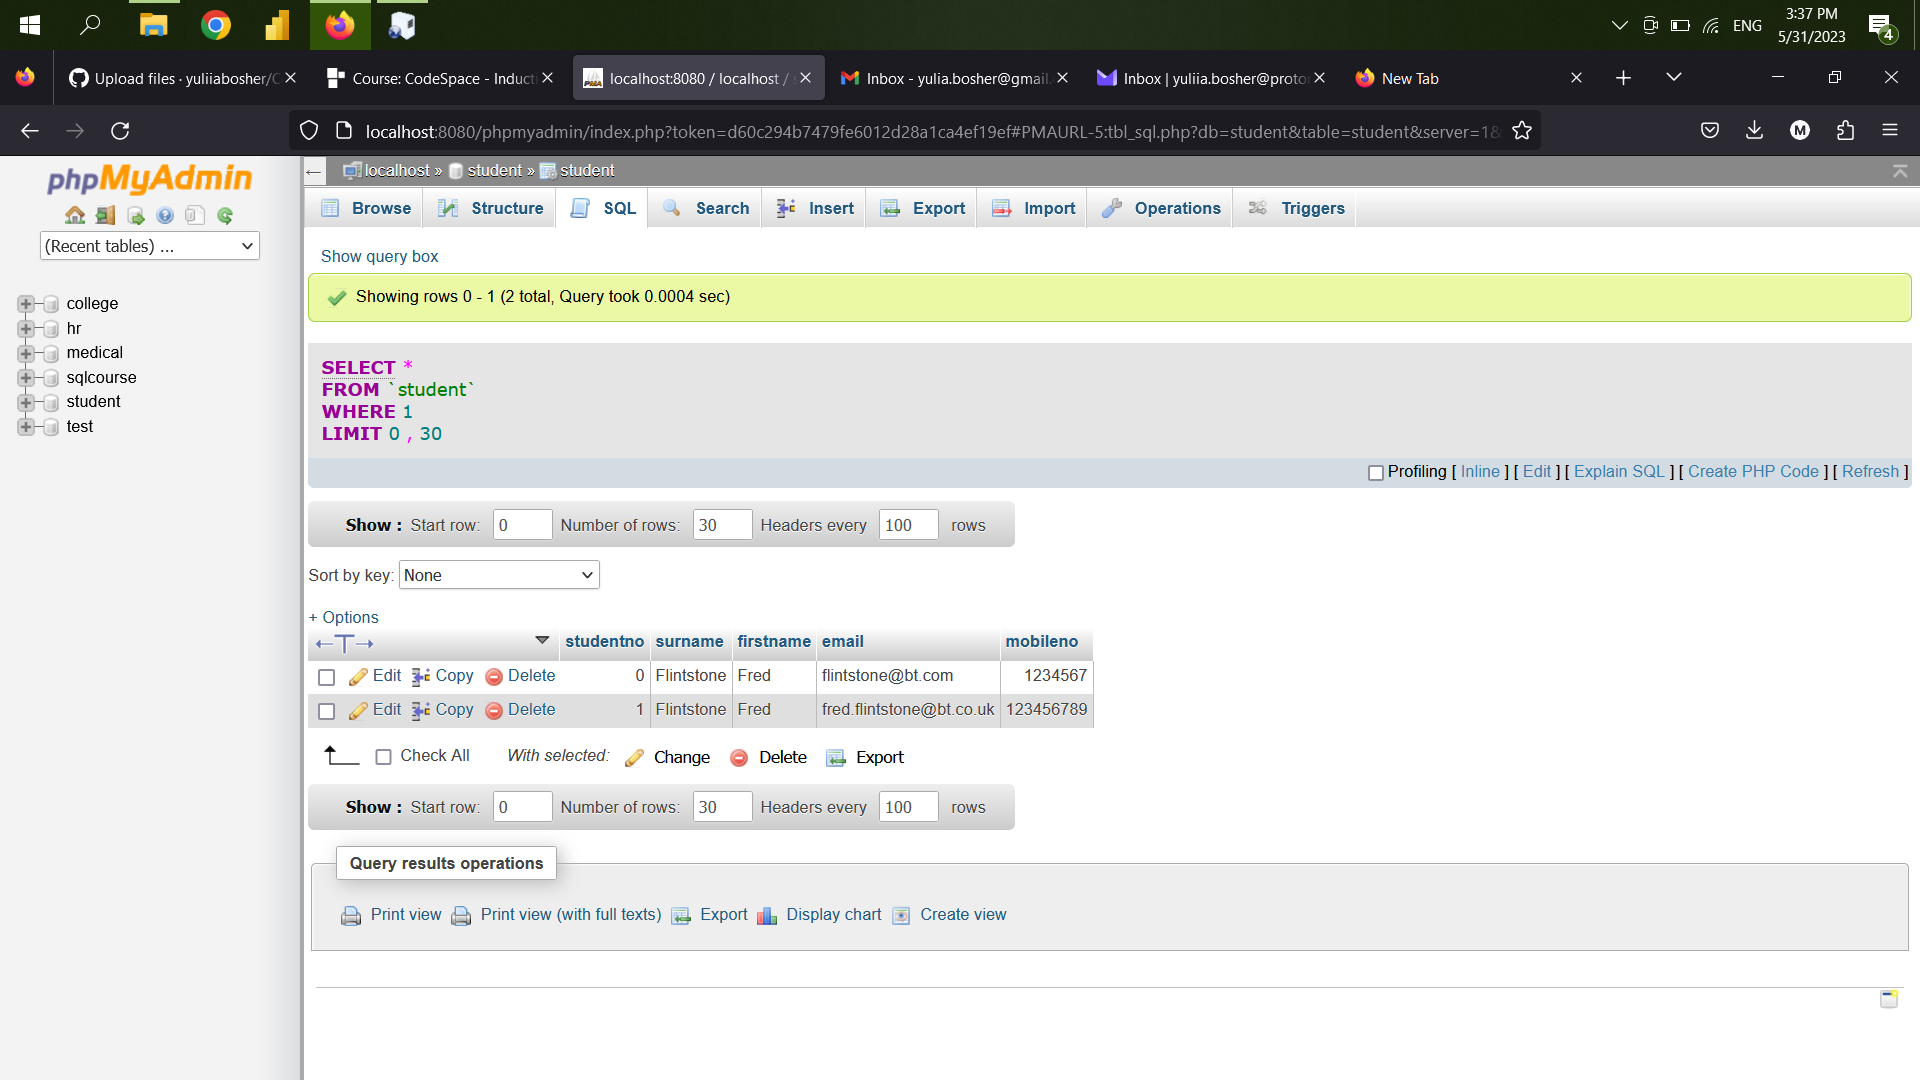 ENG
3:37 PM
5/31/2023
4
Upload files · yuliiabosher/C
Course: CodeSpace - Inducti
localhost:8080 / localhost / s
Inbox - yulia.bosher@gmail.
Inbox | yuliia.bosher@proto
New Tab
localhost:8080/phpmyadmin/index.php?token=d60c294b7479fe6012d28a1ca4ef19ef#PMAURL-5:tbl_sql.php?db=student&table=student&server=1&
M
phpMyAdmin
(Recent tables) ...
college
hr
medical
sqlcourse
student
test
localhost » student » student
Browse Structure SQL Search Insert Export Import Operations Triggers
Show query box
Showing rows 0 - 1 (2 total, Query took 0.0004 sec)
SELECT *
FROM `student`
WHERE 1
LIMIT 0 , 30
Profiling [ Inline ] [ Edit ] [ Explain SQL ] [ Create PHP Code ] [ Refresh ]
Show : Start row: 0 Number of rows: 30 Headers every 100 rows
Sort by key: None
+ Options
←T→ studentno surname firstname email mobileno
Edit Copy Delete 0 Flintstone Fred flintstone@bt.com 1234567
Edit Copy Delete 1 Flintstone Fred fred.flintstone@bt.co.uk 123456789
Check All With selected: Change Delete Export
Show : Start row: 0 Number of rows: 30 Headers every 100 rows
Query results operations
Print view Print view (with full texts) Export Display chart Create view